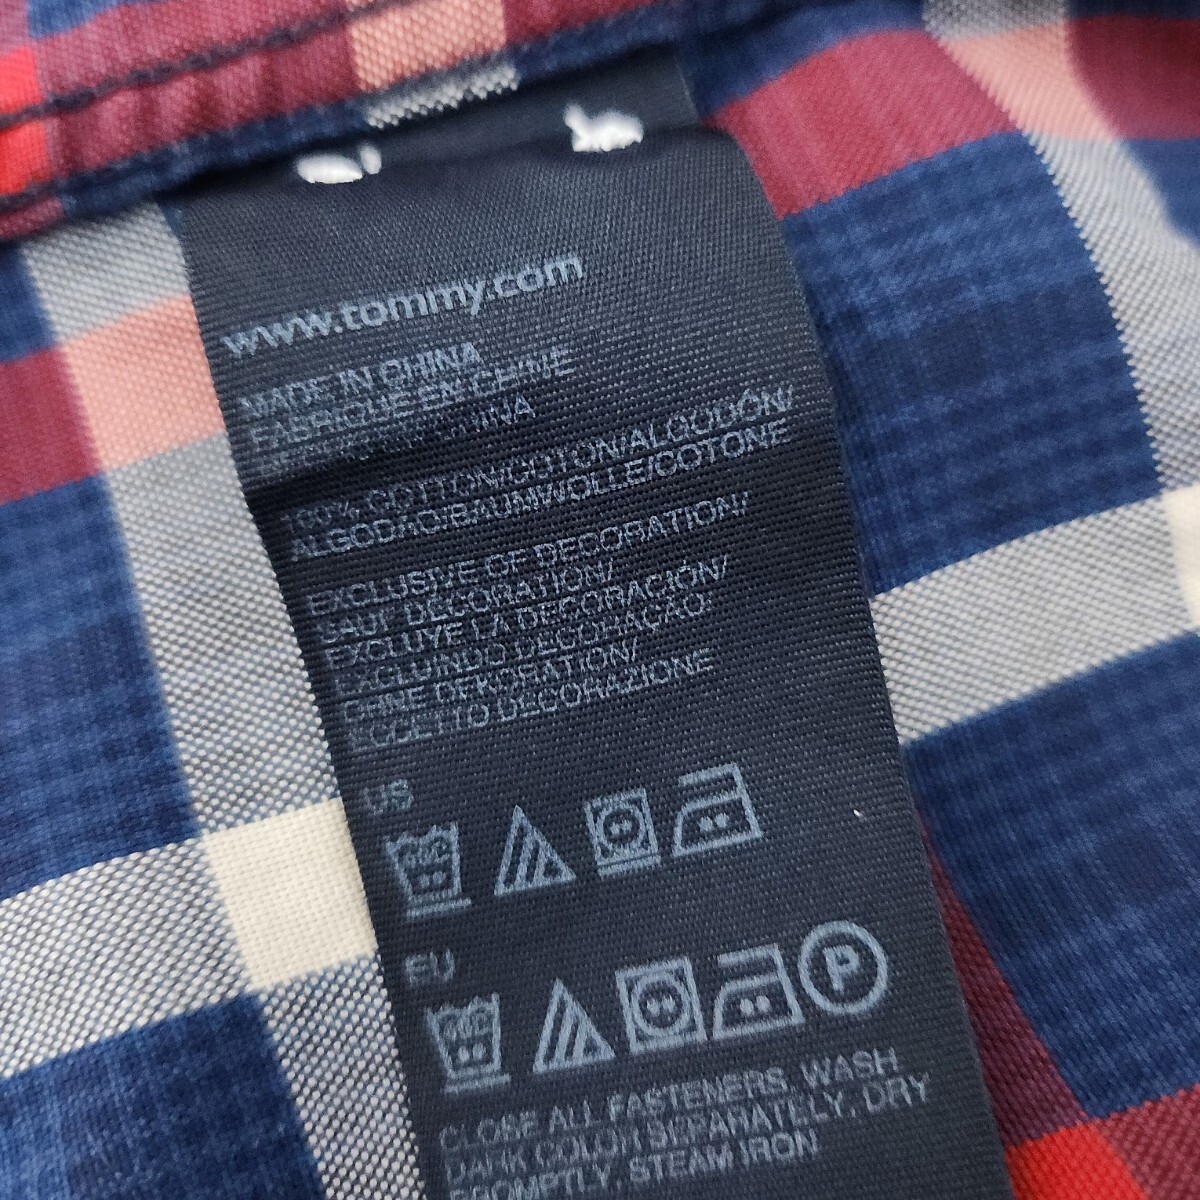 www.tommy.com
MADE IN CHINA
FABRIQUE EN CHINE
CHINA
100% COTTON/COTON/ALGODÓN/
ALGODÃO/BAUMWOLLE/COTONE
EXCLUSIVE OF DECORATION/
SAUF DÉCORATION/
EXCLUYE LA DECORACIÓN/
EXCLUINDO DECORAÇÃO/
OHNE DEKORATION/
ECCETTO DECORAZIONE
US
EU
P
CLOSE ALL FASTENERS, WASH
DARK COLOR SEPARATELY, DRY
PROMPTLY, STEAM IRON